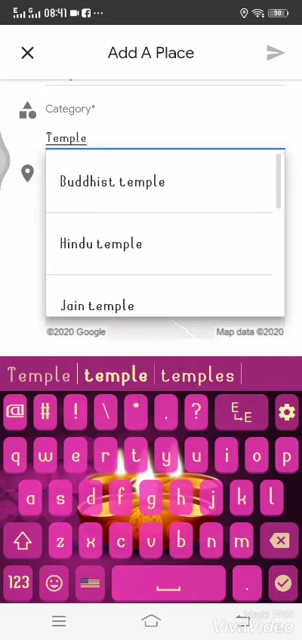 E G 08:41 90
Add A Place
Category*
Temple
Buddhist temple
Hindu temple
Jain temple
©2020 Google Map data ©2020
Temple temple temples
@ # ! \ * . ? E→E
q w e r t y u i o p
a s d f g h j k l
z x c v b n m
123 .
Made With
VivaVideo